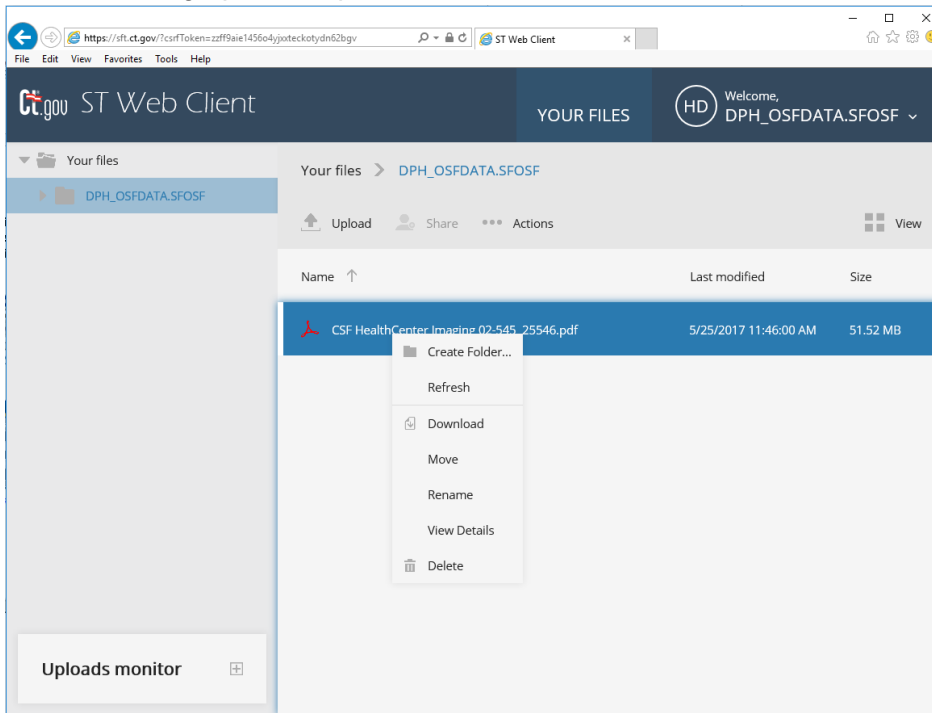 https://sft.ct.gov/?csrfToken=zzff9aie1456o4yjxxteckotydn62bgv
ST Web Client
File Edit View Favorites Tools Help
Ct.gov ST Web Client
YOUR FILES
HD
Welcome,
DPH_OSFDATA.SFOSF
Your files
DPH_OSFDATA.SFOSF
Your files > DPH_OSFDATA.SFOSF
Upload Share Actions View
Name Last modified Size
CSF HealthCenter Imaging 02-545_25546.pdf 5/25/2017 11:46:00 AM 51.52 MB
Create Folder...
Refresh
Download
Move
Rename
View Details
Delete
Uploads monitor